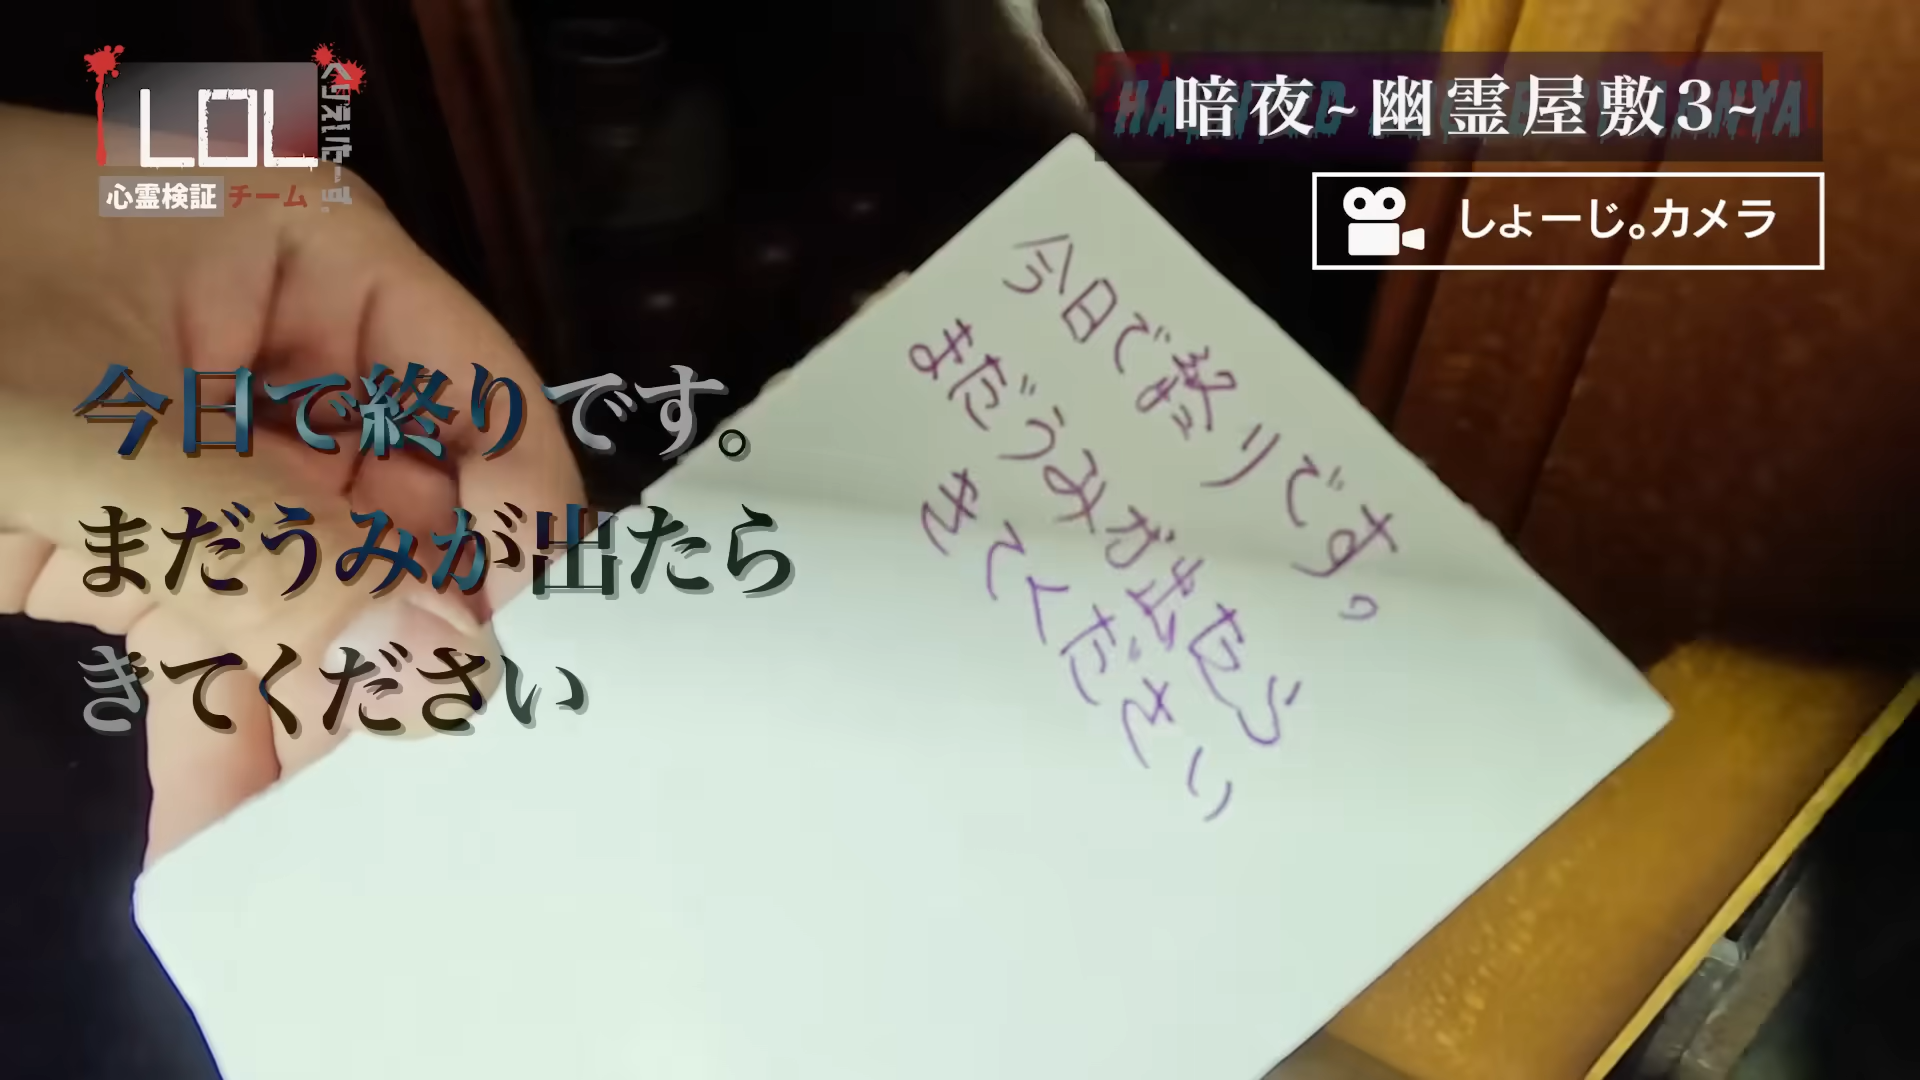 LOL
心霊検証チーム
暗夜~幽霊屋敷3~
しょーじ。カメラ
今日で終りです。
まだうみが出たら
きてください
今日で終りです。
まだうみが出たら
きてください